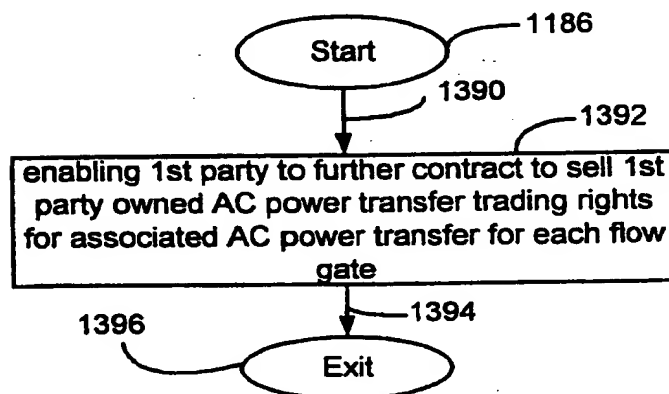 Start
1186
1390
1392
enabling 1st party to further contract to sell 1st
party owned AC power transfer trading rights
for associated AC power transfer for each flow
gate
1394
1396
Exit